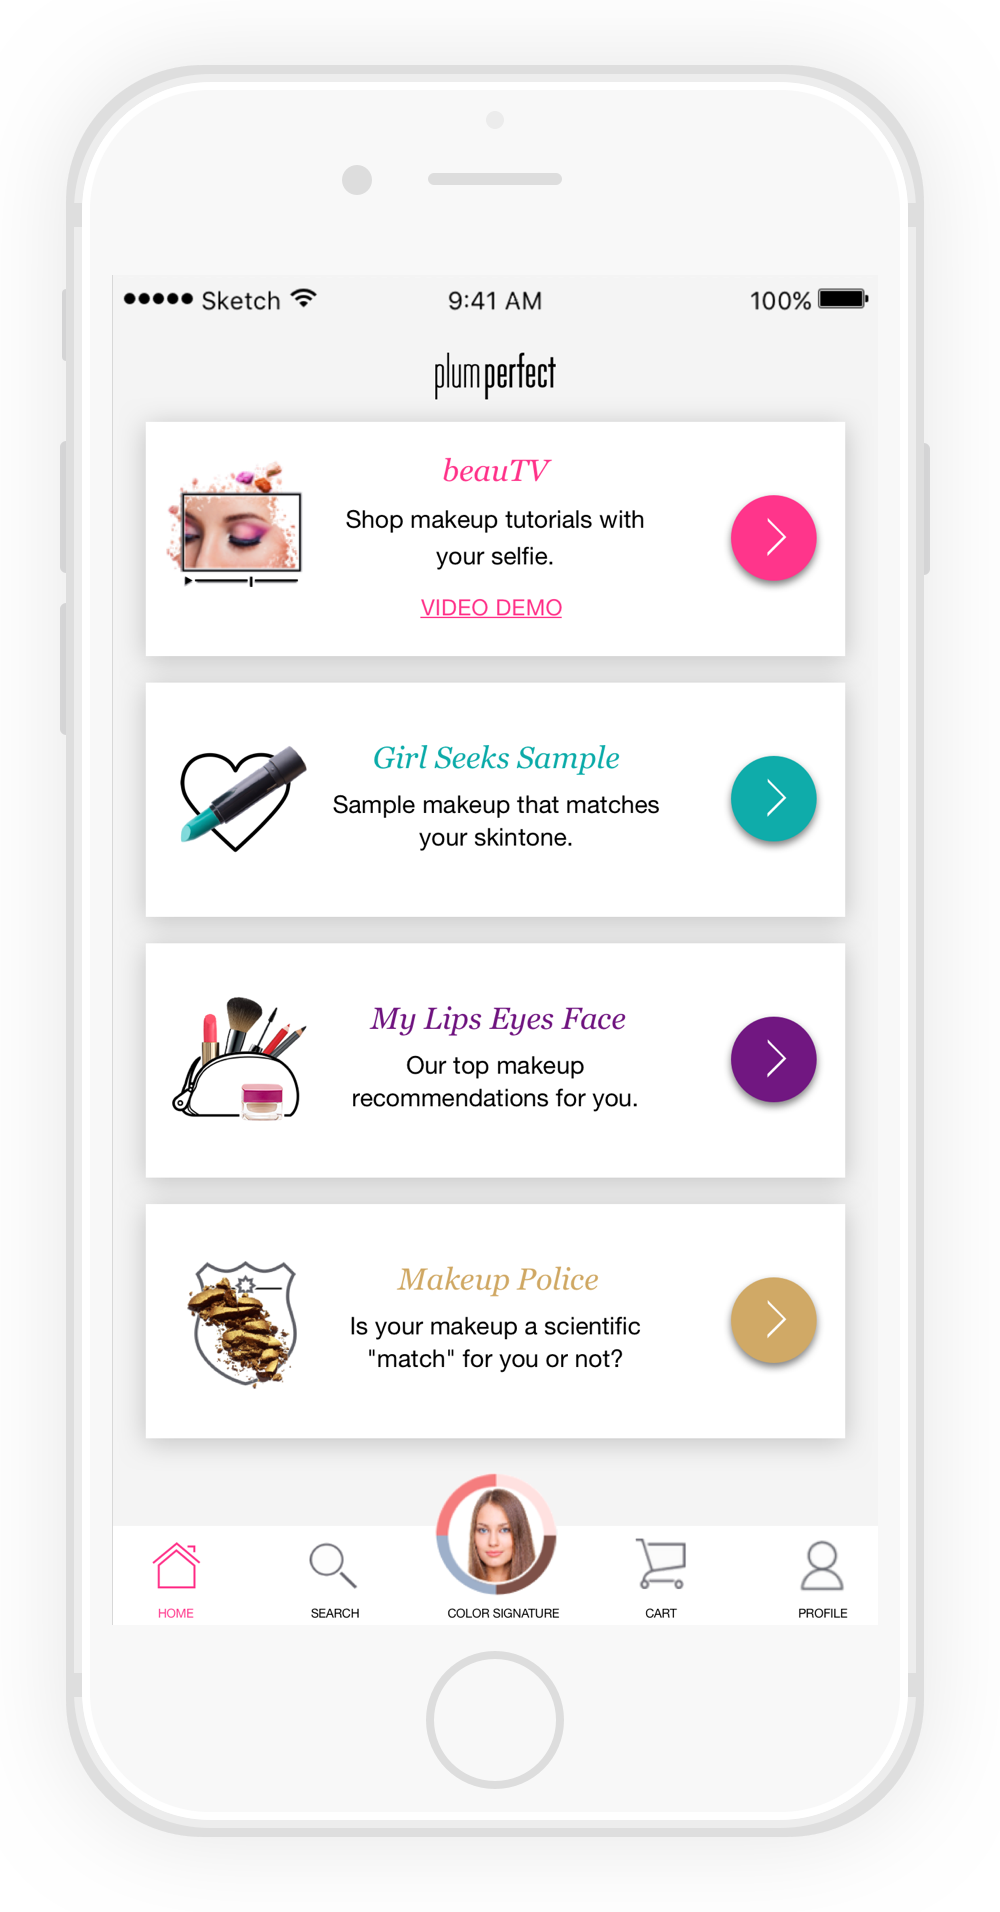 Sketch 9:41 AM 100%
plumperfect
beauTV
Shop makeup tutorials with
your selfie.
VIDEO DEMO
Girl Seeks Sample
Sample makeup that matches
your skintone.
My Lips Eyes Face
Our top makeup
recommendations for you.
Makeup Police
Is your makeup a scientific
"match" for you or not?
HOME SEARCH COLOR SIGNATURE CART PROFILE